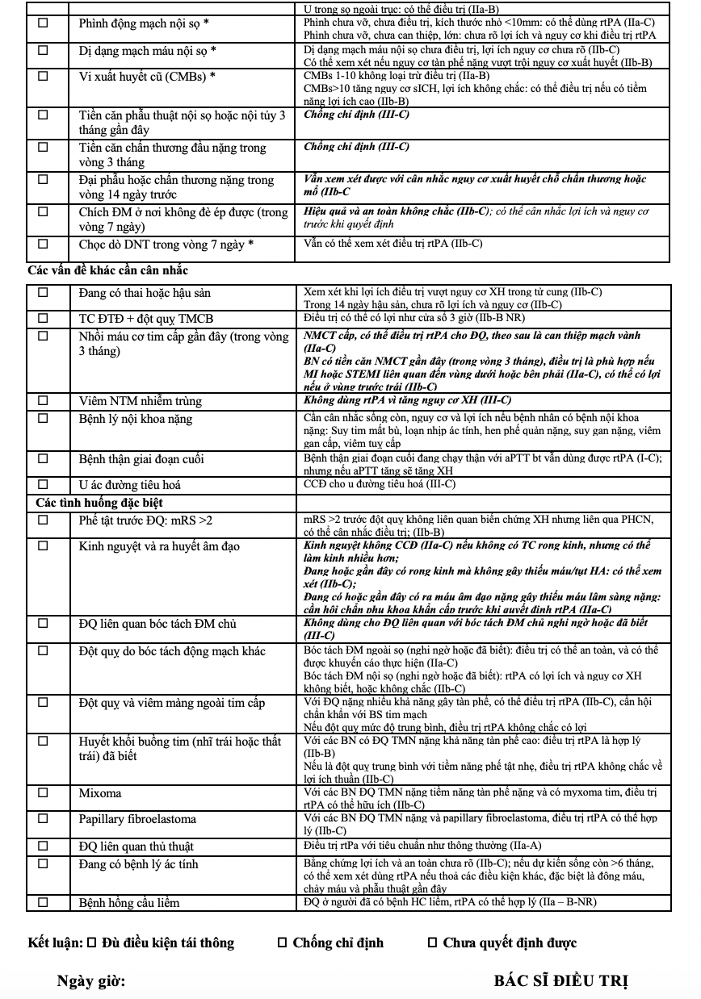 U trong sọ ngoài trục: có thể điều trị (IIa-B)
☐ Phình động mạch nội sọ * Phình chưa vỡ, chưa điều trị, kích thước nhỏ <10mm: có thể dùng rtPA (IIa-C)
Phình chưa vỡ, chưa can thiệp, lớn: chưa rõ lợi ích và nguy cơ khi điều trị rtPA
☐ Dị dạng mạch máu nội sọ * Dị dạng mạch máu nội sọ chưa điều trị, lợi ích nguy cơ chưa rõ (IIb-C)
Có thể xem xét nếu nguy cơ tàn phế nặng vượt trội nguy cơ xuất huyết (IIb-B)
☐ Vi xuất huyết cũ (CMBs) * CMBs 1-10 không loại trừ điều trị (IIa-B)
CMBs>10 tăng nguy cơ sICH, lợi ích không chắc: có thể điều trị nếu có tiềm
năng lợi ích cao (IIb-B)
☐ Tiền căn phẫu thuật nội sọ hoặc nội tủy 3 Chống chỉ định (III-C)
tháng gần đây
☐ Tiền căn chấn thương đầu nặng trong Chống chỉ định (III-C)
vòng 3 tháng
☐ Đại phẫu hoặc chấn thương nặng trong Vẫn xem xét được với cân nhắc nguy cơ xuất huyết chỗ chấn thương hoặc
vòng 14 ngày trước mổ (IIb-C
☐ Chích ĐM ở nơi không đè ép được (trong Hiệu quả và an toàn không chắc (IIb-C); có thể cân nhắc lợi ích và nguy cơ
vòng 7 ngày) trước khi quyết định
☐ Chọc dò DNT trong vòng 7 ngày * Vẫn có thể xem xét điều trị rtPA (IIb-C)
Các vấn đề khác cần cân nhắc
☐ Đang có thai hoặc hậu sản Xem xét khi lợi ích điều trị vượt nguy cơ XH trong tử cung (IIb-C)
Trong 14 ngày hậu sản, chưa rõ lợi ích và nguy cơ (IIb-C)
☐ TC ĐTĐ + đột quỵ TMCB Điều trị có thể có lợi như cửa sổ 3 giờ (IIb-B NR)
☐ Nhồi máu cơ tim cấp gần đây (trong vòng NMCT cấp, có thể điều trị rtPA cho ĐQ, theo sau là can thiệp mạch vành
3 tháng) (IIa-C)
BN có tiền căn NMCT gần đây (trong vòng 3 tháng), điều trị là phù hợp nếu
MI hoặc STEMI liên quan đến vùng dưới hoặc bên phải (IIa-C), có thể có lợi
nếu ở vùng trước trái (IIb-C)
☐ Viêm NTM nhiễm trùng Không dùng rtPA vì tăng nguy cơ XH (III-C)
☐ Bệnh lý nội khoa nặng Cần cân nhắc sống còn, nguy cơ và lợi ích nếu bệnh nhân có bệnh nội khoa
nặng: Suy tim mất bù, loạn nhịp ác tính, hen phế quản nặng, suy gan nặng, viêm
gan cấp, viêm tuỵ cấp
☐ Bệnh thận giai đoạn cuối Bệnh thận giai đoạn cuối đang chạy thận với aPTT bt vẫn dùng được rtPA (I-C);
nhưng nếu aPTT tăng sẽ tăng XH
☐ U ác đường tiêu hoá CCĐ cho u đường tiêu hoá (III-C)
Các tình huống đặc biệt
☐ Phế tật trước ĐQ: mRS >2 mRS >2 trước đột quỵ không liên quan biến chứng XH nhưng liên qua PHCN,
có thể cân nhắc điều trị; (IIb-B)
☐ Kinh nguyệt và ra huyết âm đạo Kinh nguyệt không CCĐ (IIa-C) nếu không có TC rong kinh, nhưng có thể
làm kinh nhiều hơn;
Đang hoặc gần đây có rong kinh mà không gây thiếu máu/tụt HA: có thể xem
xét (IIb-C);
Đang có hoặc gần đây có ra máu âm đạo nặng gây thiếu máu lâm sàng nặng:
cần hội chẩn phụ khoa khẩn cấp trước khi quyết định rtPA (IIa-C)
☐ ĐQ liên quan bóc tách ĐM chủ Không dùng cho ĐQ liên quan với bóc tách ĐM chủ nghi ngờ hoặc đã biết
(III-C)
☐ Đột quỵ do bóc tách động mạch khác Bóc tách ĐM ngoài sọ (nghi ngờ hoặc đã biết): điều trị có thể an toàn, và có thể
được khuyến cáo thực hiện (IIa-C)
Bóc tách ĐM nội sọ (nghi ngờ hoặc đã biết): rtPA có lợi ích và nguy cơ XH
không biết, hoặc không chắc (IIb-C)
☐ Đột quỵ và viêm màng ngoài tim cấp Với ĐQ nặng nhiều khả năng gây tàn phế, có thể điều trị rtPA (IIb-C), cần hội
chẩn khẩn với BS tim mạch
Nếu đột quỵ mức độ trung bình, điều trị rtPA không chắc có lợi
☐ Huyết khối buồng tim (nhĩ trái hoặc thất Với các BN có ĐQ TMN nặng khả năng tàn phế cao: điều trị rtPA là hợp lý
trái) đã biết (IIb-B)
Nếu là đột quỵ trung bình với tiềm năng phế tật nhẹ, điều trị rtPA không chắc về
lợi ích thuần (IIb-C)
☐ Mixoma Với các BN ĐQ TMN nặng tiềm năng tàn phế nặng và có myxoma tim, điều trị
rtPA có thể hữu ích (IIb-C)
☐ Papillary fibroelastoma Với các BN ĐQ TMN nặng và papillary fibroelastoma, điều trị rtPA có thể hợp
lý (IIb-C)
☐ ĐQ liên quan thủ thuật Điều trị rtPa với tiêu chuẩn như thông thường (IIa-A)
☐ Đang có bệnh lý ác tính Bằng chứng lợi ích và an toàn chưa rõ (IIb-C); nếu dự kiến sống còn >6 tháng,
có thể xem xét dùng rtPA nếu thoả các điều kiện khác, đặc biệt là đông máu,
chảy máu và phẫu thuật gần đây
☐ Bệnh hồng cầu liềm ĐQ ở người đã có bệnh HC liềm, rtPA có thể hợp lý (IIa – B-NR)
Kết luận: ☐ Đủ điều kiện tái thông ☐ Chống chỉ định ☐ Chưa quyết định được
Ngày giờ: BÁC SĨ ĐIỀU TRỊ